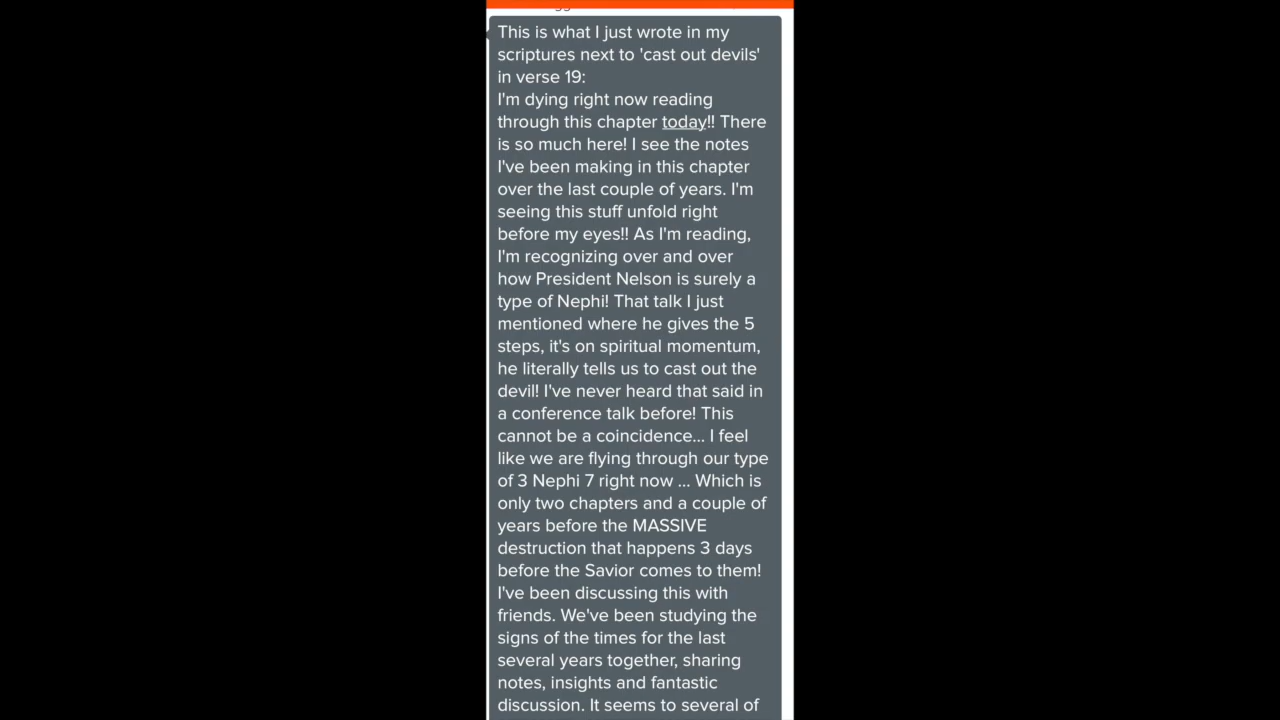 This is what I just wrote in my
scriptures next to 'cast out devils'
in verse 19:
I'm dying right now reading
through this chapter today!! There
is so much here! I see the notes
I've been making in this chapter
over the last couple of years. I'm
seeing this stuff unfold right
before my eyes!! As I'm reading,
I'm recognizing over and over
how President Nelson is surely a
type of Nephi! That talk I just
mentioned where he gives the 5
steps, it's on spiritual momentum,
he literally tells us to cast out the
devil! I've never heard that said in
a conference talk before! This
cannot be a coincidence... I feel
like we are flying through our type
of 3 Nephi 7 right now ... Which is
only two chapters and a couple of
years before the MASSIVE
destruction that happens 3 days
before the Savior comes to them!
I've been discussing this with
friends. We've been studying the
signs of the times for the last
several years together, sharing
notes, insights and fantastic
discussion. It seems to several of